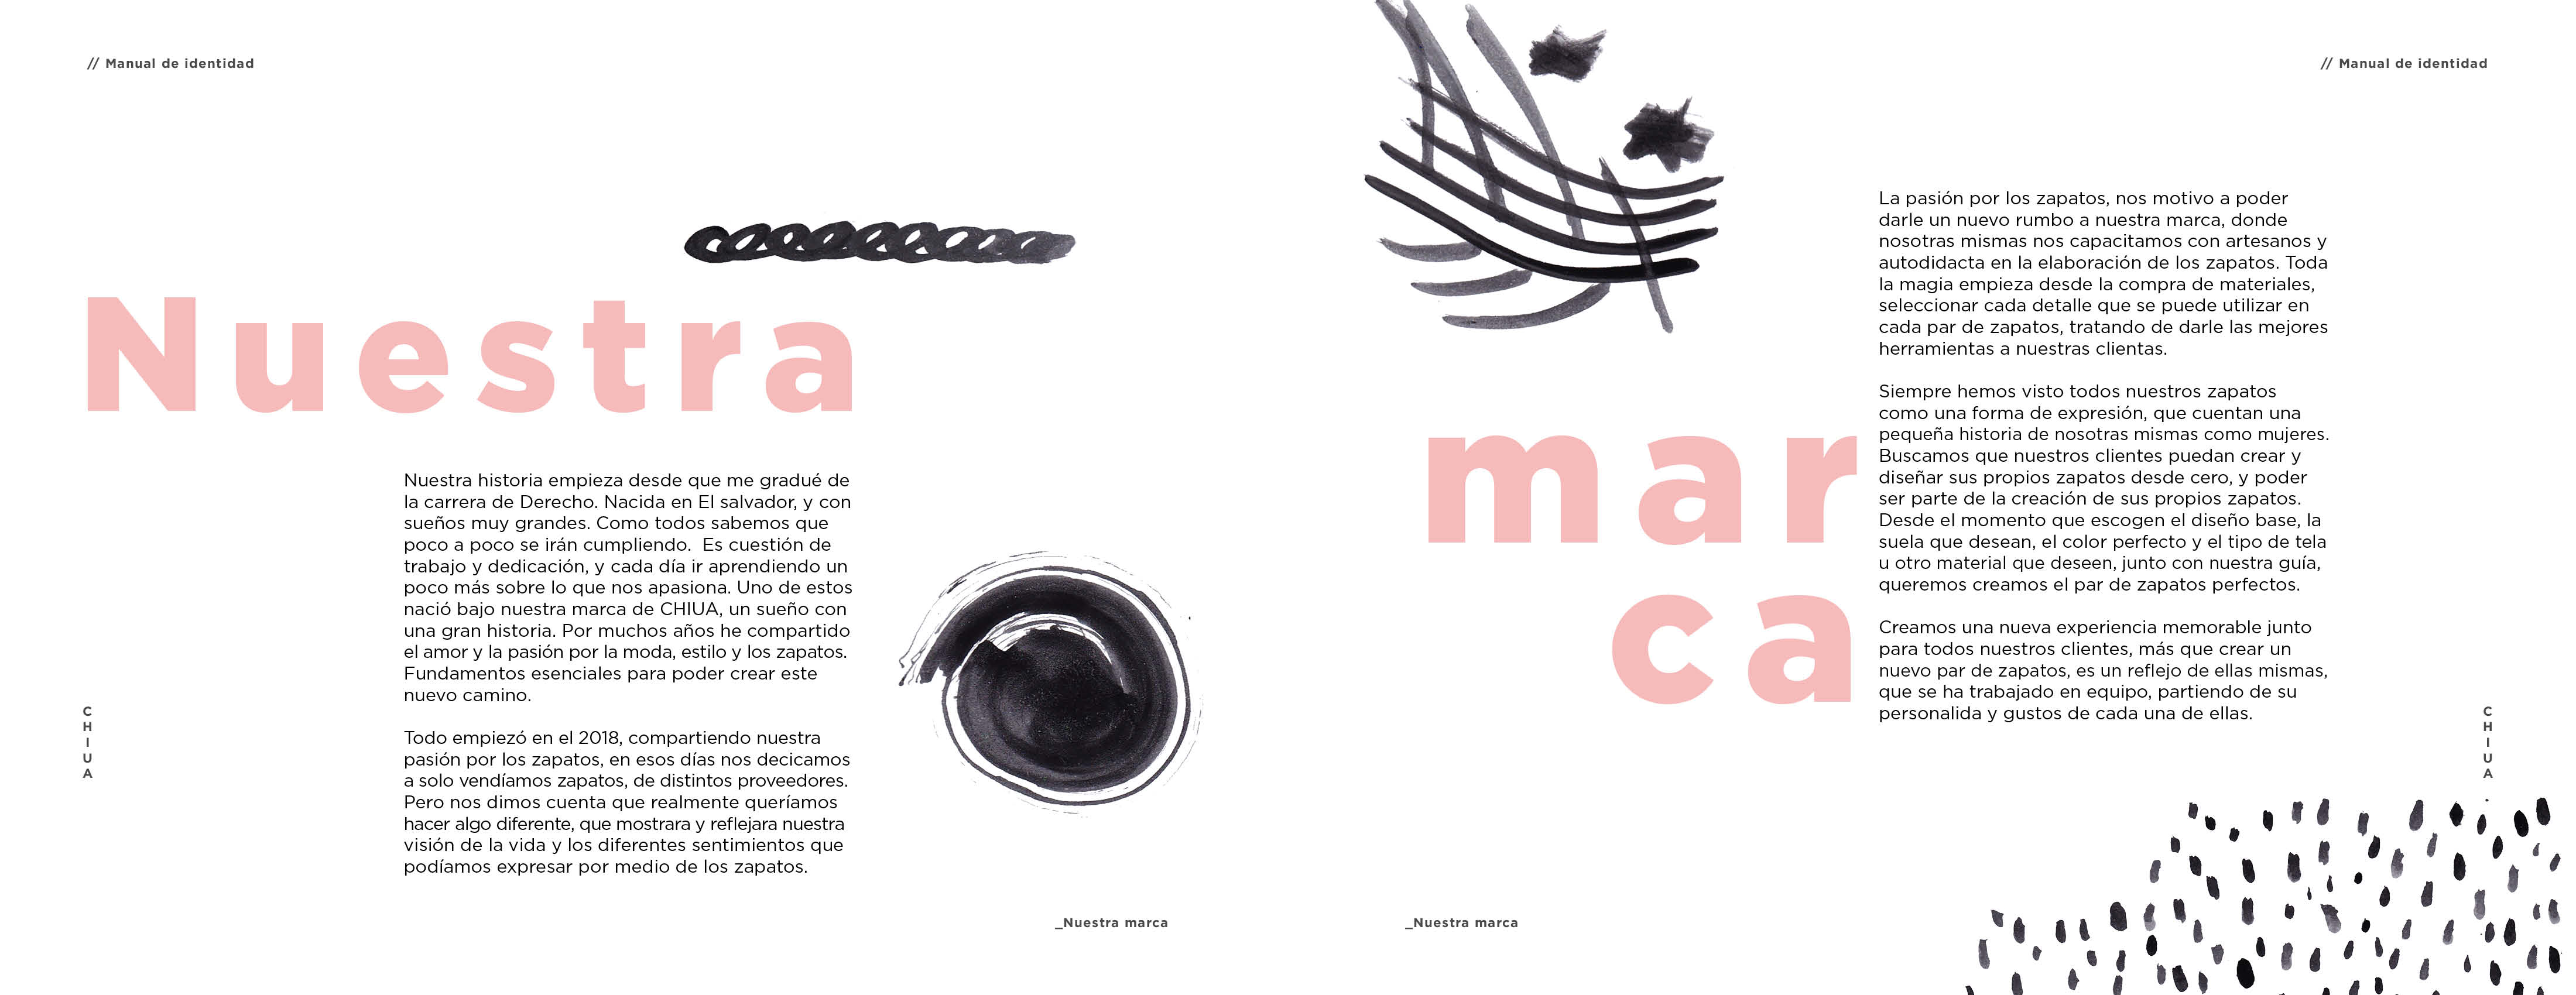 // Manual de identidad
Nuestra
Nuestra historia empieza desde que me gradué de
la carrera de Derecho. Nacida en El salvador, y con
sueños muy grandes. Como todos sabemos que
poco a poco se irán cumpliendo.  Es cuestión de
trabajo y dedicación, y cada día ir aprendiendo un
poco más sobre lo que nos apasiona. Uno de estos
nació bajo nuestra marca de CHIUA, un sueño con
una gran historia. Por muchos años he compartido
el amor y la pasión por la moda, estilo y los zapatos.
Fundamentos esenciales para poder crear este
nuevo camino.
Todo empiezó en el 2018, compartiendo nuestra
pasión por los zapatos, en esos días nos decicamos
a solo vendíamos zapatos, de distintos proveedores.
Pero nos dimos cuenta que realmente queríamos
hacer algo diferente, que mostrara y reflejara nuestra
visión de la vida y los diferentes sentimientos que
podíamos expresar por medio de los zapatos.
CHIUA
_Nuestra marca
// Manual de identidad
mar
ca
La pasión por los zapatos, nos motivo a poder
darle un nuevo rumbo a nuestra marca, donde
nosotras mismas nos capacitamos con artesanos y
autodidacta en la elaboración de los zapatos. Toda
la magia empieza desde la compra de materiales,
seleccionar cada detalle que se puede utilizar en
cada par de zapatos, tratando de darle las mejores
herramientas a nuestras clientas.
Siempre hemos visto todos nuestros zapatos
como una forma de expresión, que cuentan una
pequeña historia de nosotras mismas como mujeres.
Buscamos que nuestros clientes puedan crear y
diseñar sus propios zapatos desde cero, y poder
ser parte de la creación de sus propios zapatos.
Desde el momento que escogen el diseño base, la
suela que desean, el color perfecto y el tipo de tela
u otro material que deseen, junto con nuestra guía,
queremos creamos el par de zapatos perfectos.
Creamos una nueva experiencia memorable junto
para todos nuestros clientes, más que crear un
nuevo par de zapatos, es un reflejo de ellas mismas,
que se ha trabajado en equipo, partiendo de su
personalida y gustos de cada una de ellas.
CHIUA
_Nuestra marca